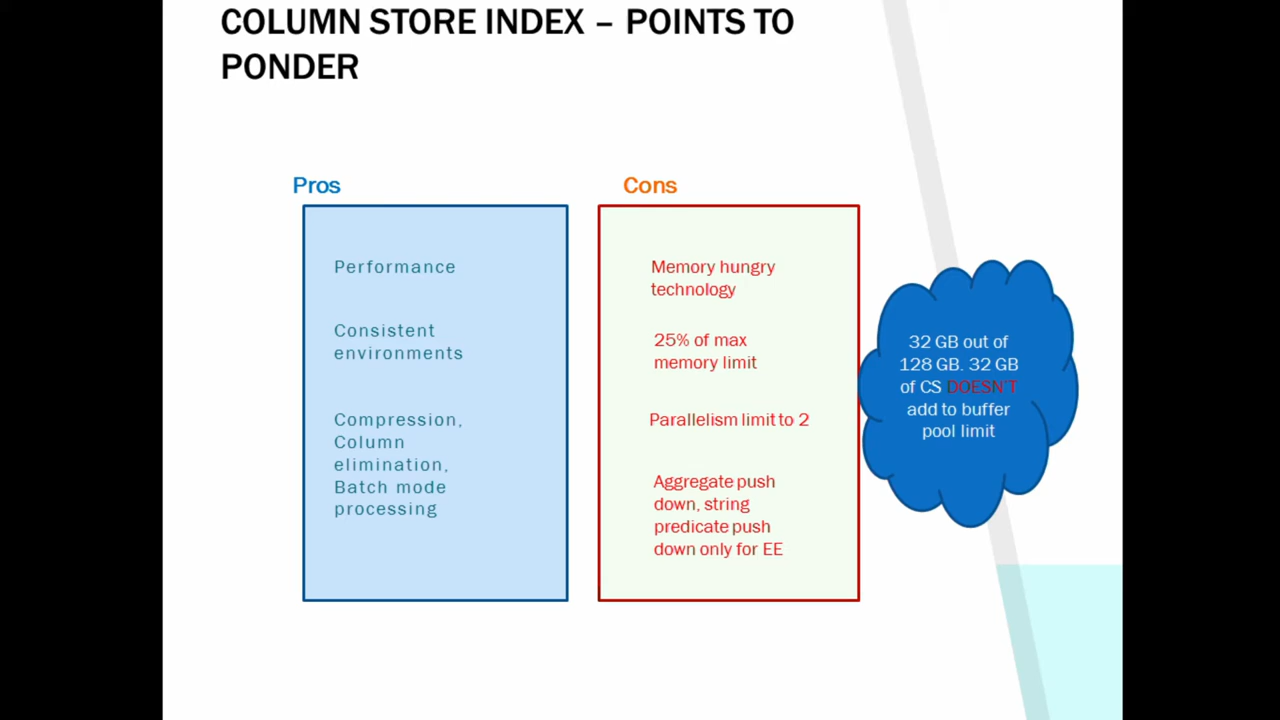 COLUMN STORE INDEX – POINTS TO
PONDER
Pros
Performance
Consistent
environments
Compression,
Column
elimination,
Batch mode
processing
Cons
Memory hungry
technology
25% of max
memory limit
Parallelism limit to 2
Aggregate push
down, string
predicate push
down only for EE
32 GB out of
128 GB. 32 GB
of CS DOESN'T
add to buffer
pool limit